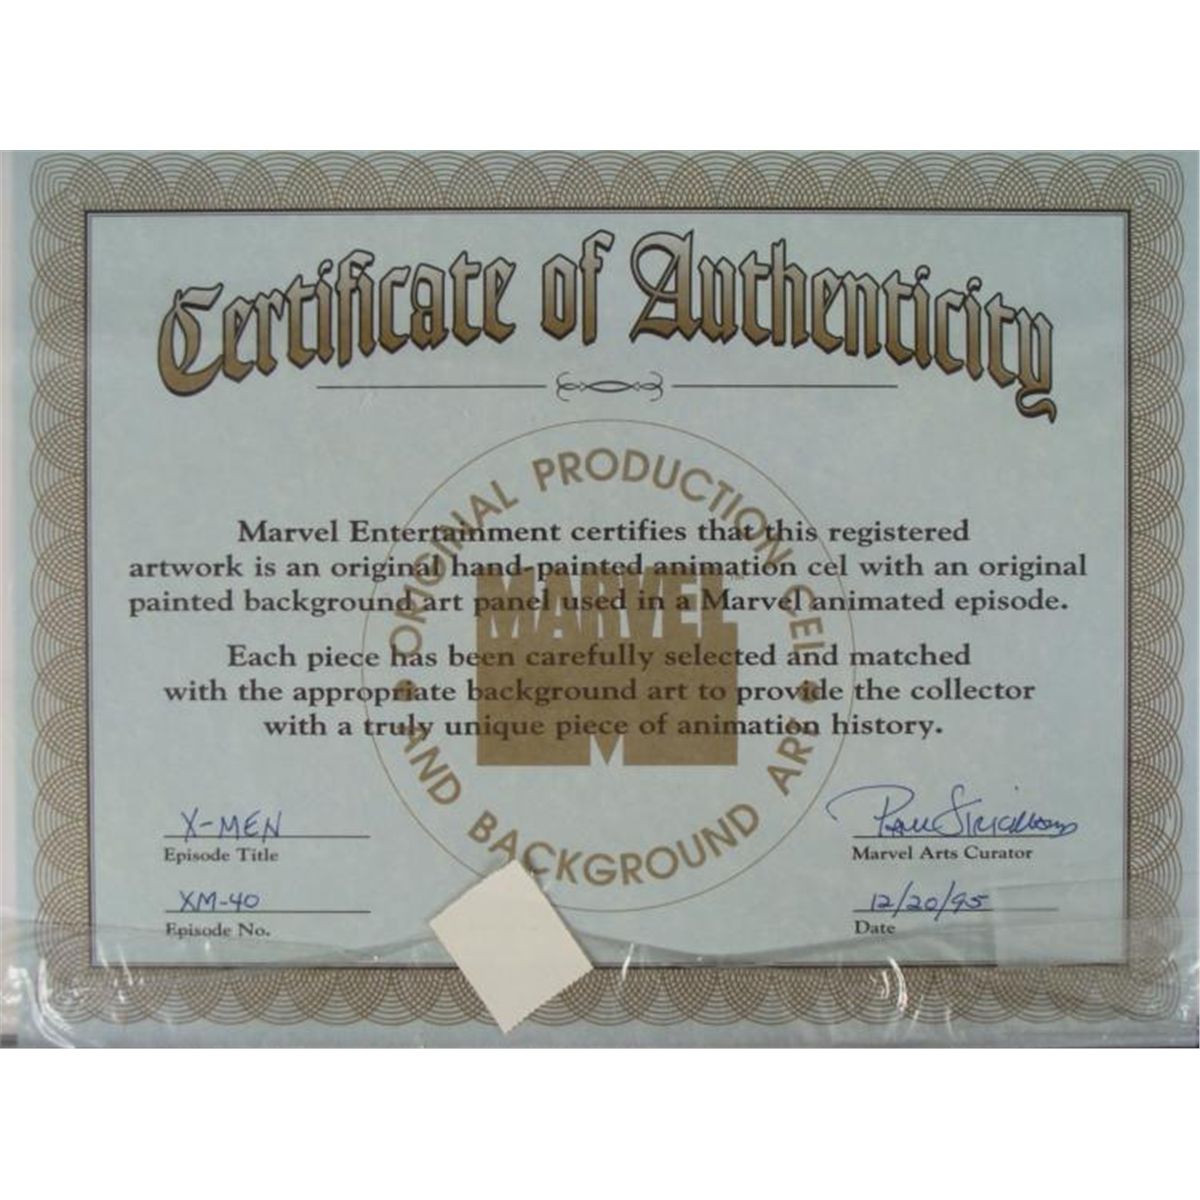 Certificate of Authenticity
ORIGINAL PRODUCTION CEL
AND BACKGROUND ART
MARVEL
Marvel Entertainment certifies that this registered
artwork is an original hand-painted animation cel with an original
painted background art panel used in a Marvel animated episode.
Each piece has been carefully selected and matched
with the appropriate background art to provide the collector
with a truly unique piece of animation history.
X-MEN
Episode Title
XM-40
Episode No.
Marvel Arts Curator
12/20/95
Date